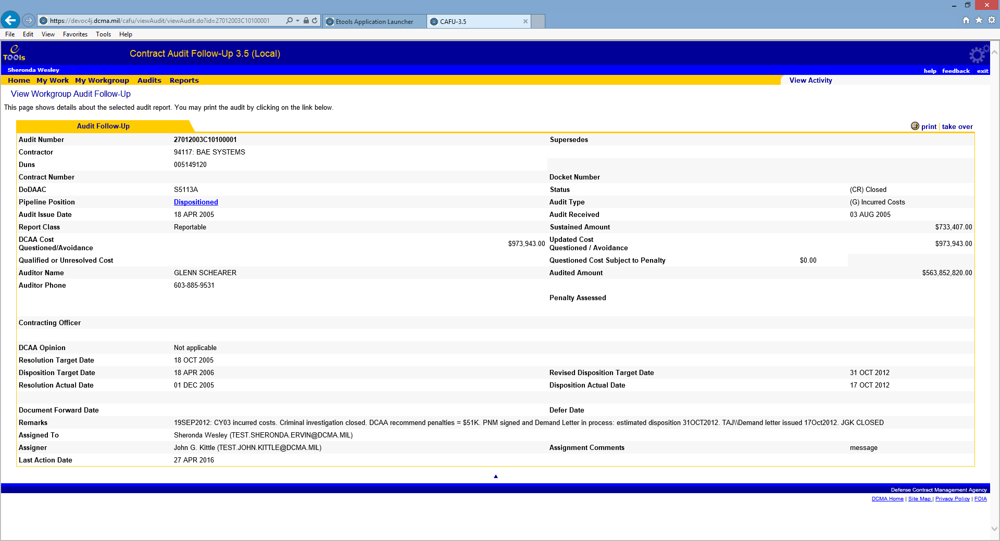 https://devoc4j.dcma.mil/cafu/viewAudit/viewAudit.do?id=27012003C10100001 Etools Application Launcher CAFU-3.5
File Edit View Favorites Tools Help
e TOOls
Contract Audit Follow-Up 3.5 (Local)
Sheronda Wesley help feedback exit
Home My Work My Workgroup Audits Reports View Activity
View Workgroup Audit Follow-Up
This page shows details about the selected audit report. You may print the audit by clicking on the link below.
Audit Follow-Up print | take over
Audit Number 27012003C10100001 Supersedes
Contractor 94117: BAE SYSTEMS
Duns 005149120
Contract Number Docket Number
DoDAAC S5113A Status (CR) Closed
Pipeline Position Dispositioned Audit Type (G) Incurred Costs
Audit Issue Date 18 APR 2005 Audit Received 03 AUG 2005
Report Class Reportable Sustained Amount $733,407.00
DCAA Cost Questioned/Avoidance $973,943.00 Updated Cost Questioned / Avoidance $973,943.00
Qualified or Unresolved Cost Questioned Cost Subject to Penalty $0.00
Auditor Name GLENN SCHEARER Audited Amount $563,852,820.00
Auditor Phone 603-885-9531
Penalty Assessed
Contracting Officer
DCAA Opinion Not applicable
Resolution Target Date 18 OCT 2005
Disposition Target Date 18 APR 2006 Revised Disposition Target Date 31 OCT 2012
Resolution Actual Date 01 DEC 2005 Disposition Actual Date 17 OCT 2012
Document Forward Date Defer Date
Remarks 19SEP2012: CY03 incurred costs. Criminal investigation closed. DCAA recommend penalties = $51K. PNM signed and Demand Letter in process: estimated disposition 31OCT2012. TAJ\\Demand letter issued 17Oct2012. JGK CLOSED
Assigned To Sheronda Wesley (TEST.SHERONDA.ERVIN@DCMA.MIL)
Assigner John G. Kittle (TEST.JOHN.KITTLE@DCMA.MIL) Assignment Comments message
Last Action Date 27 APR 2016
Defense Contract Management Agency
DCMA Home | Site Map | Privacy Policy | FOIA